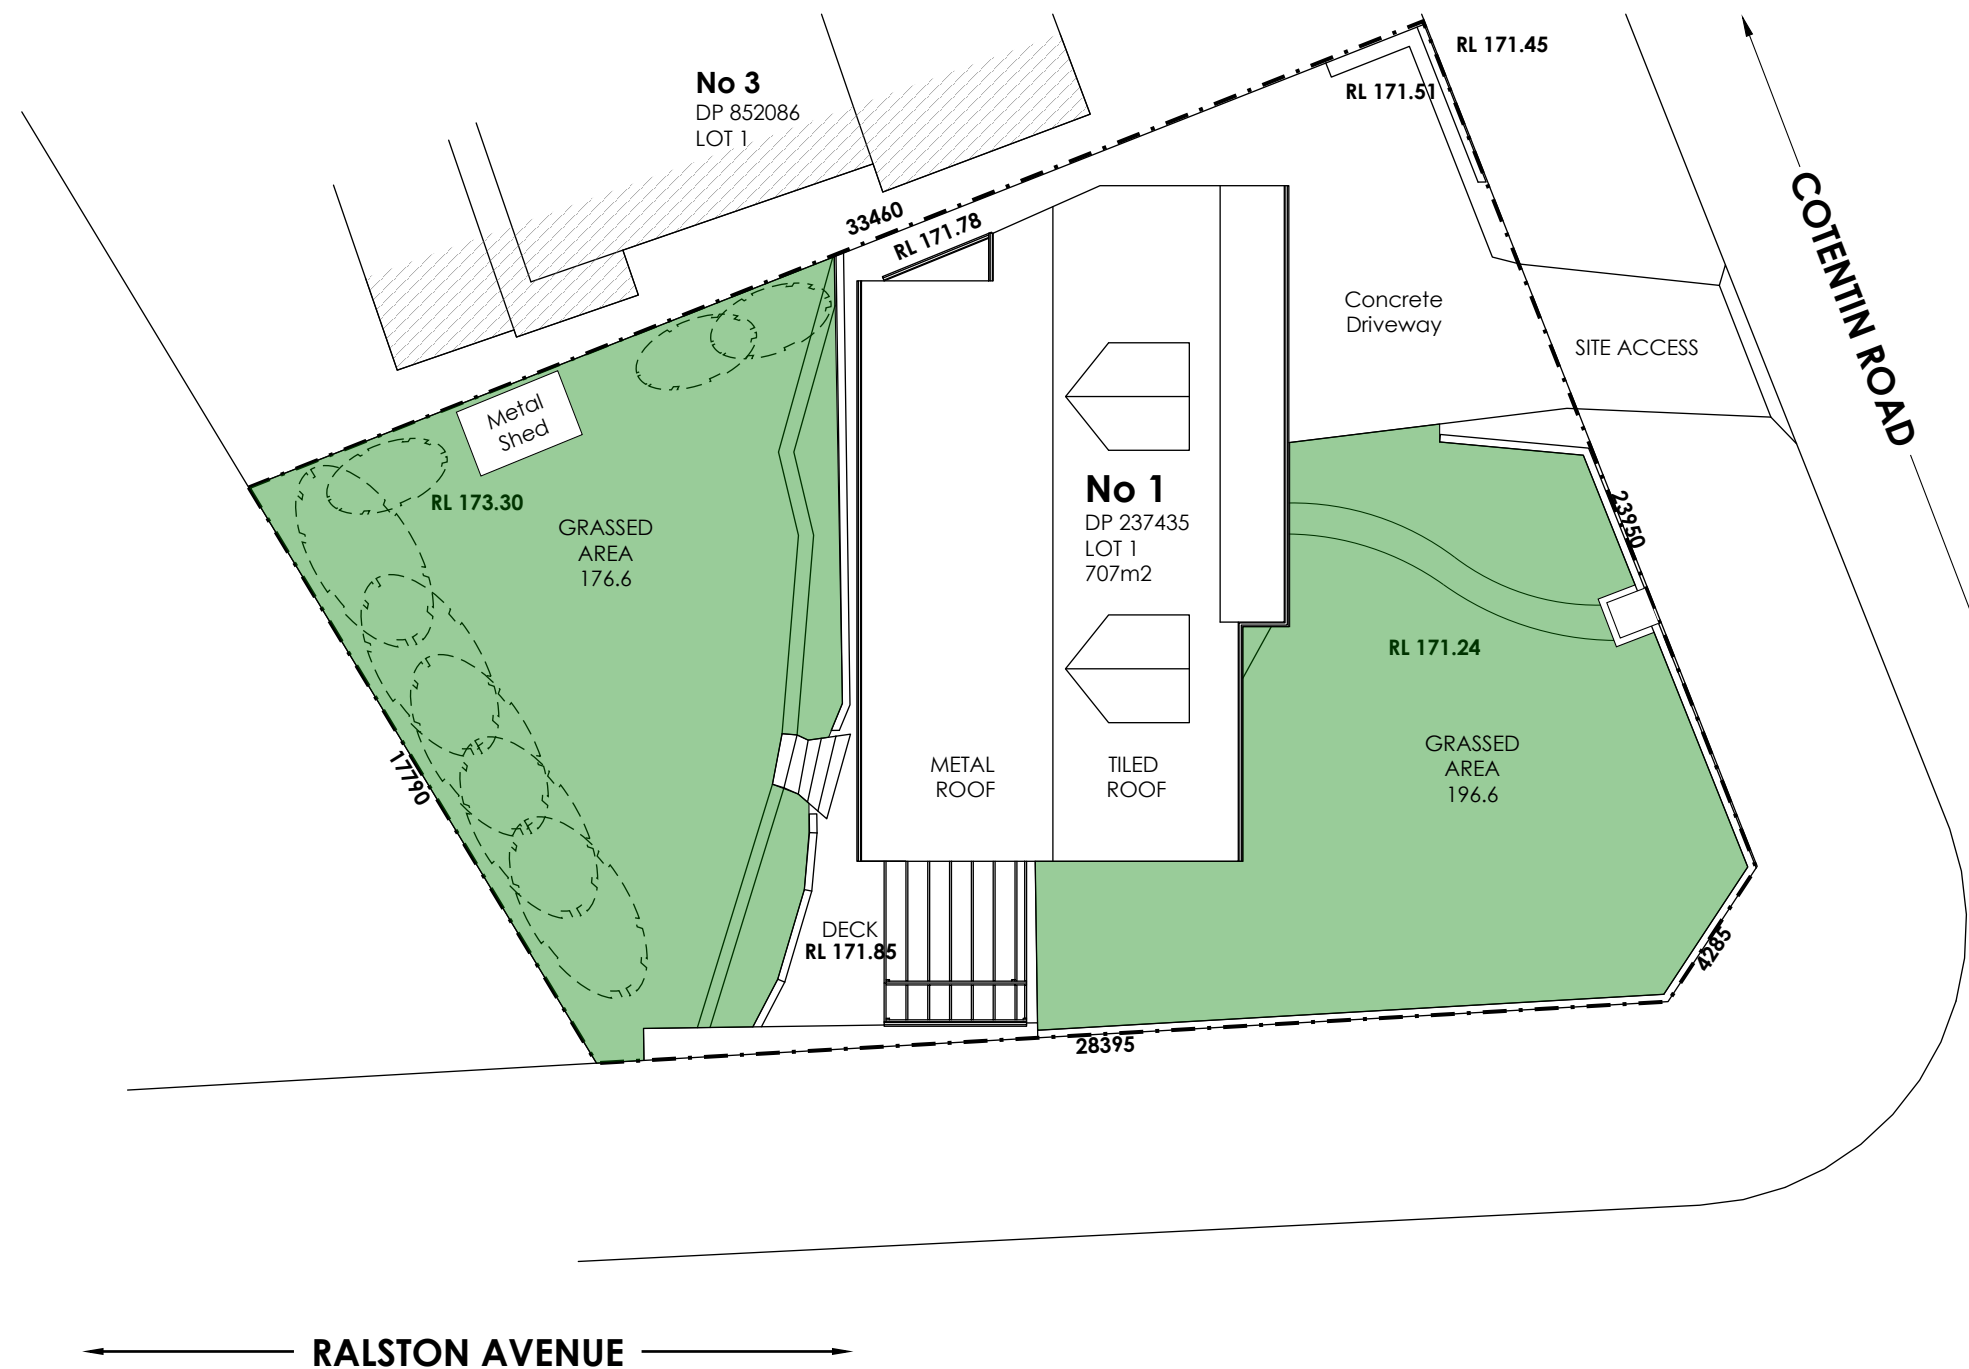 RL 171.45
No 3
DP 852086
LOT 1
RL 171.51
COTENTIN ROAD
33460
RL 171.78
Concrete
Driveway
SITE ACCESS
Metal
Shed
RL 173.30
GRASSED
AREA
176.6
No 1
DP 237435
LOT 1
707m2
23950
RL 171.24
GRASSED
AREA
196.6
17790
METAL
ROOF
TILED
ROOF
DECK
RL 171.85
4285
28395
RALSTON AVENUE